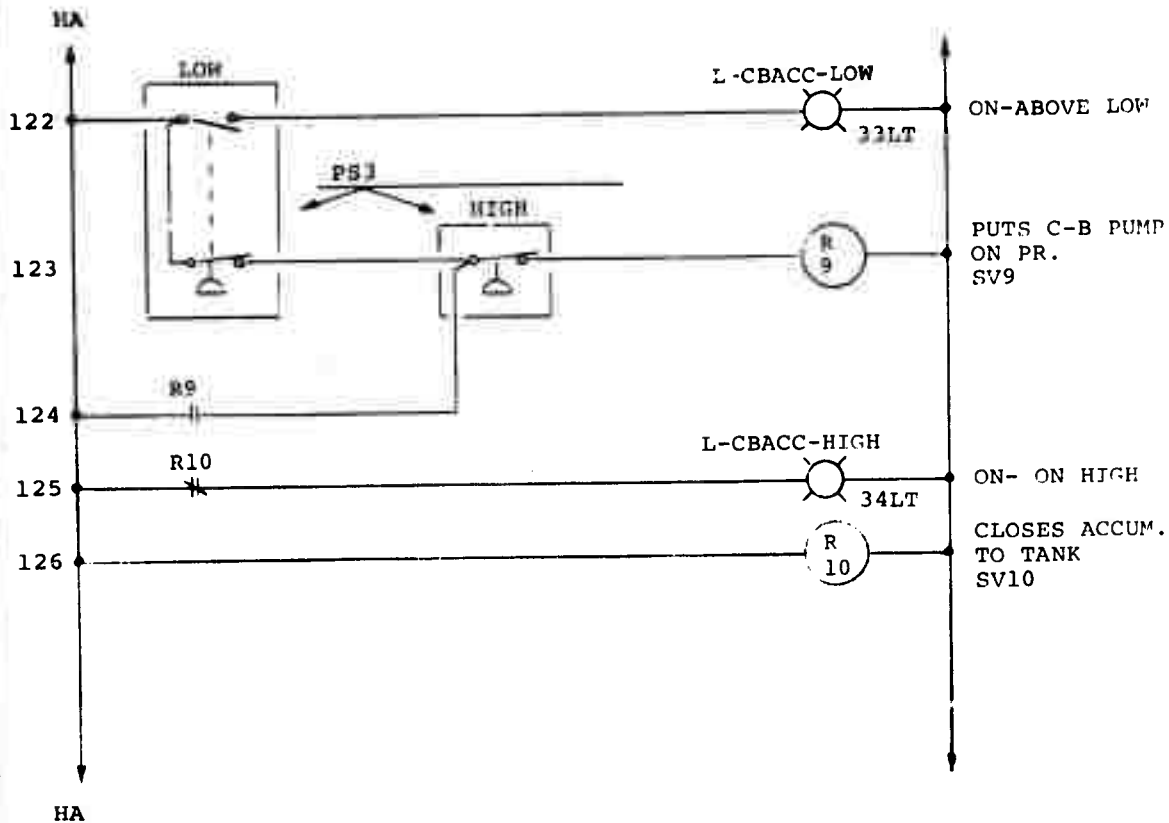 HA
LOW
L-CBACC-LOW
122
33LT
ON-ABOVE LOW
PS3
HIGH
123
R
9
PUTS C-B PUMP
ON PR.
SV9
R9
124
L-CBACC-HIGH
R10
125
34LT
ON- ON HIGH
126
R
10
CLOSES ACCUM.
TO TANK
SV10
HA